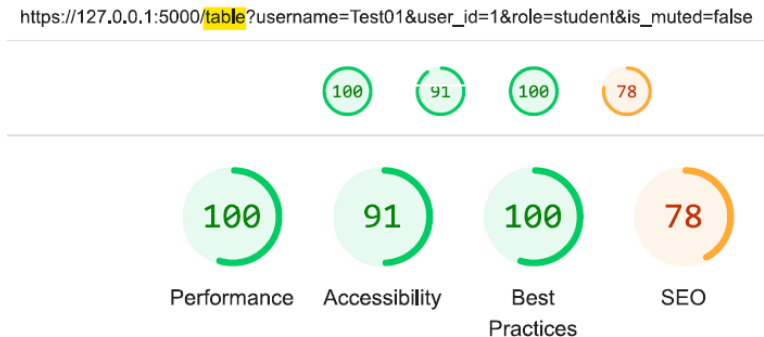 https://127.0.0.1:5000/table?username=Test01&user_id=1&role=student&is_muted=false
100 91 100 78
100 91 100 78
Performance Accessibility Best SEO
Practices